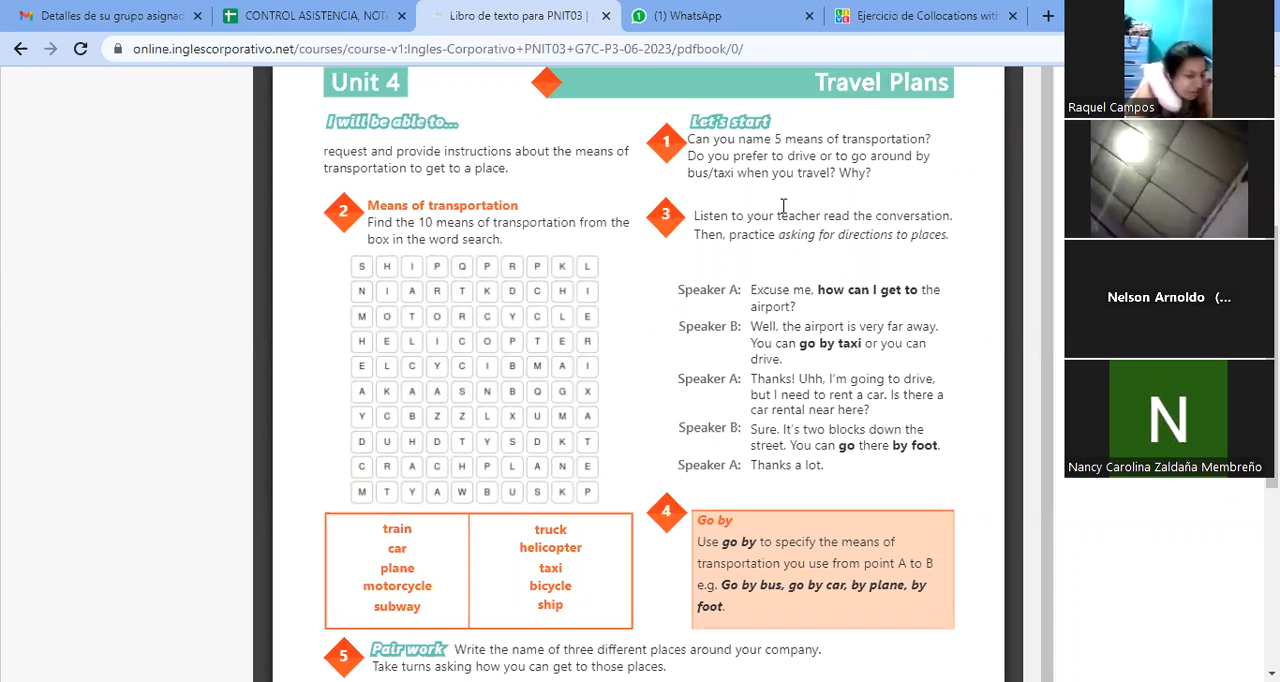 Detalles de su grupo asignad
CONTROL ASISTENCIA NOTA
Libro de texto para PNIT03
(1) WhatsApp
Ejercicio de Collocations with
online.inglescorporativo.net/courses/course-v1:Ingles-Corporativo+PNIT03+G7C-P3-06-2023/pdfbook/0/
Unit 4
Travel Plans
I will be able to...
request and provide instructions about the means of
transportation to get to a place.
Let's start
1
Can you name 5 means of transportation?
Do you prefer to drive or to go around by
bus/taxi when you travel? Why?
2
Means of transportation
Find the 10 means of transportation from the
box in the word search.
3
Listen to your teacher read the conversation.
Then, practice asking for directions to places.
S H I P Q P R P K L
M O T O R C Y C L E
H E L I C O P T E R
A K A A S N B Q G X
Y C B Z Z L X U M A
D U H D T Y S D K T
C R A C H P L A N E
M T Y A W B U S K P
train
car
plane
motorcycle
subway
truck
helicopter
taxi
bicycle
ship
Speaker A: Excuse me, how can I get to the
airport?
Speaker B: Well, the airport is very far away.
You can go by taxi or you can
drive.
Speaker A: Thanks! Uhh, I'm going to drive,
but I need to rent a car. Is there a
car rental near here?
Speaker B: Sure. It's two blocks down the
street. You can go there by foot.
Speaker A: Thanks a lot.
4
Go by
Use go by to specify the means of
nsportation you use from point A to B
Go by bus, go by car, by plane, by
foot.
5
Pair work Write the name of three different places around your company.
Take turns asking how you can get to those places.
Raquel Campos
Nelson Arnoldo (...
N
Nancy Carolina Zaldaña Membreño